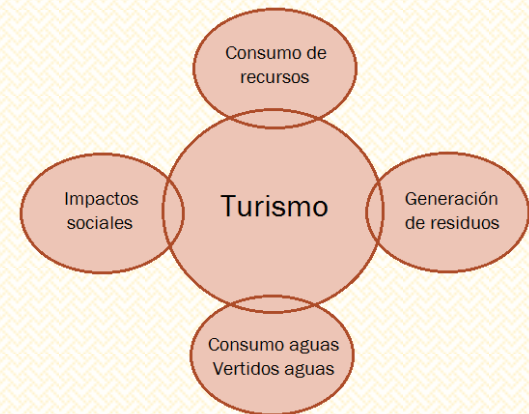 Consumo de
recursos
Impactos
sociales
Turismo
Generación
de residuos
Consumo aguas
Vertidos aguas